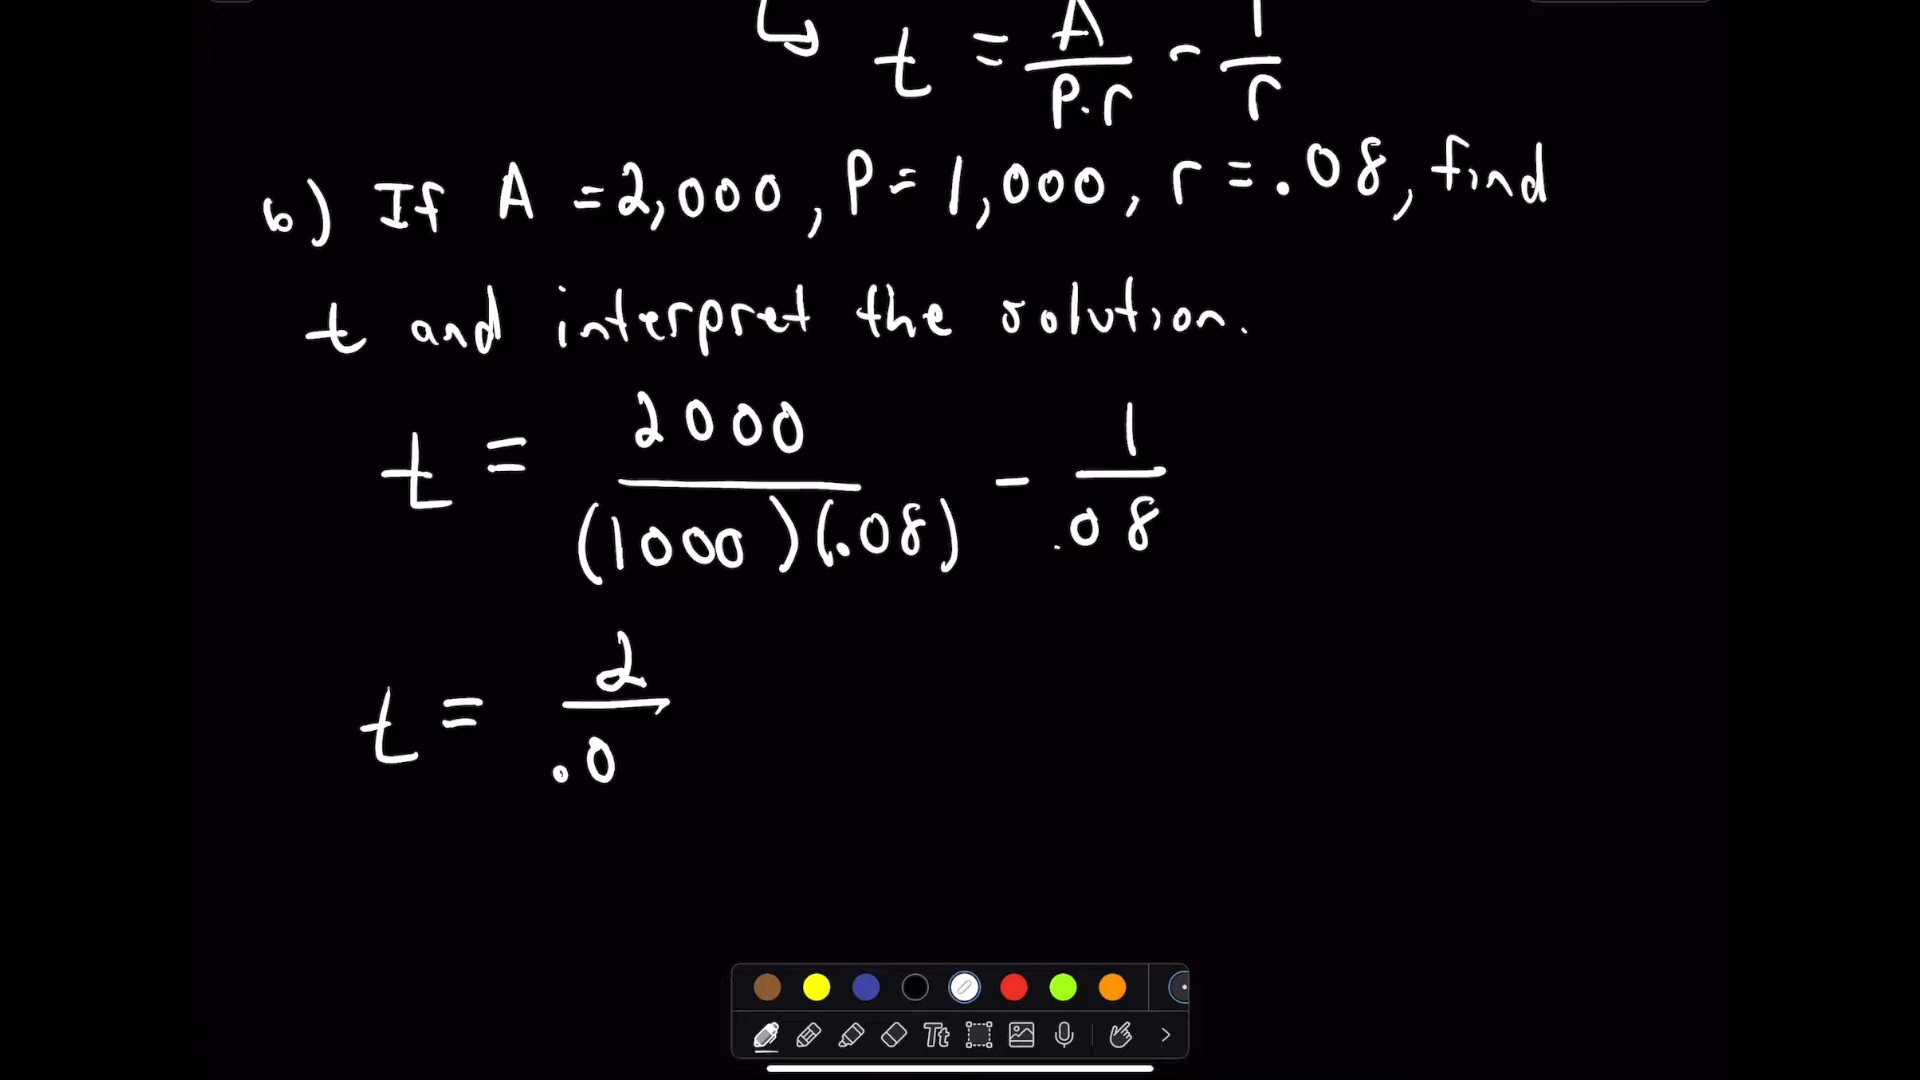 t = A/(P·r) - 1/r
b) If A = 2,000, P = 1,000, r = .08, find
t and interpret the solution.
t = 2000/((1000)(.08)) - 1/.08
t = 2/.0
Tt